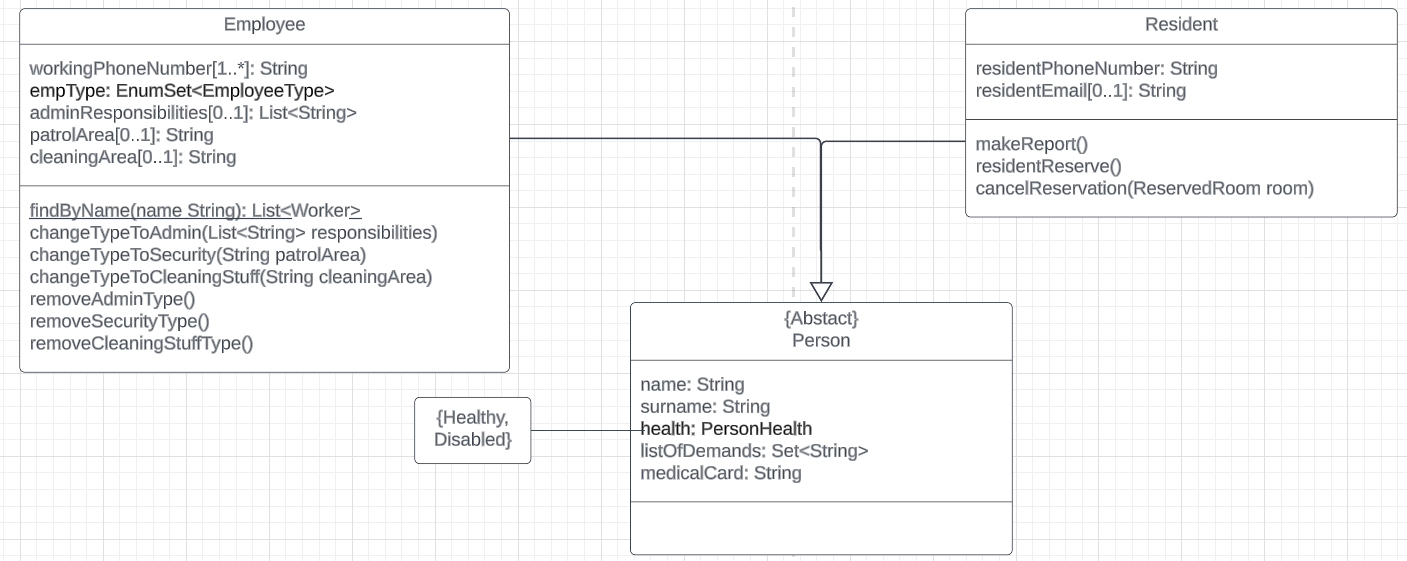 Employee
workingPhoneNumber[1..*]: String
empType: EnumSet<EmployeeType>
adminResponsibilities[0..1]: List<String>
patrolArea[0..1]: String
cleaningArea[0..1]: String
findByName(name String): List<Worker>
changeTypeToAdmin(List<String> responsibilities)
changeTypeToSecurity(String patrolArea)
changeTypeToCleaningStuff(String cleaningArea)
removeAdminType()
removeSecurityType()
removeCleaningStuffType()
Resident
residentPhoneNumber: String
residentEmail[0..1]: String
makeReport()
residentReserve()
cancelReservation(ReservedRoom room)
{Abstact}
Person
name: String
surname: String
health: PersonHealth
listOfDemands: Set<String>
medicalCard: String
{Healthy,
Disabled}